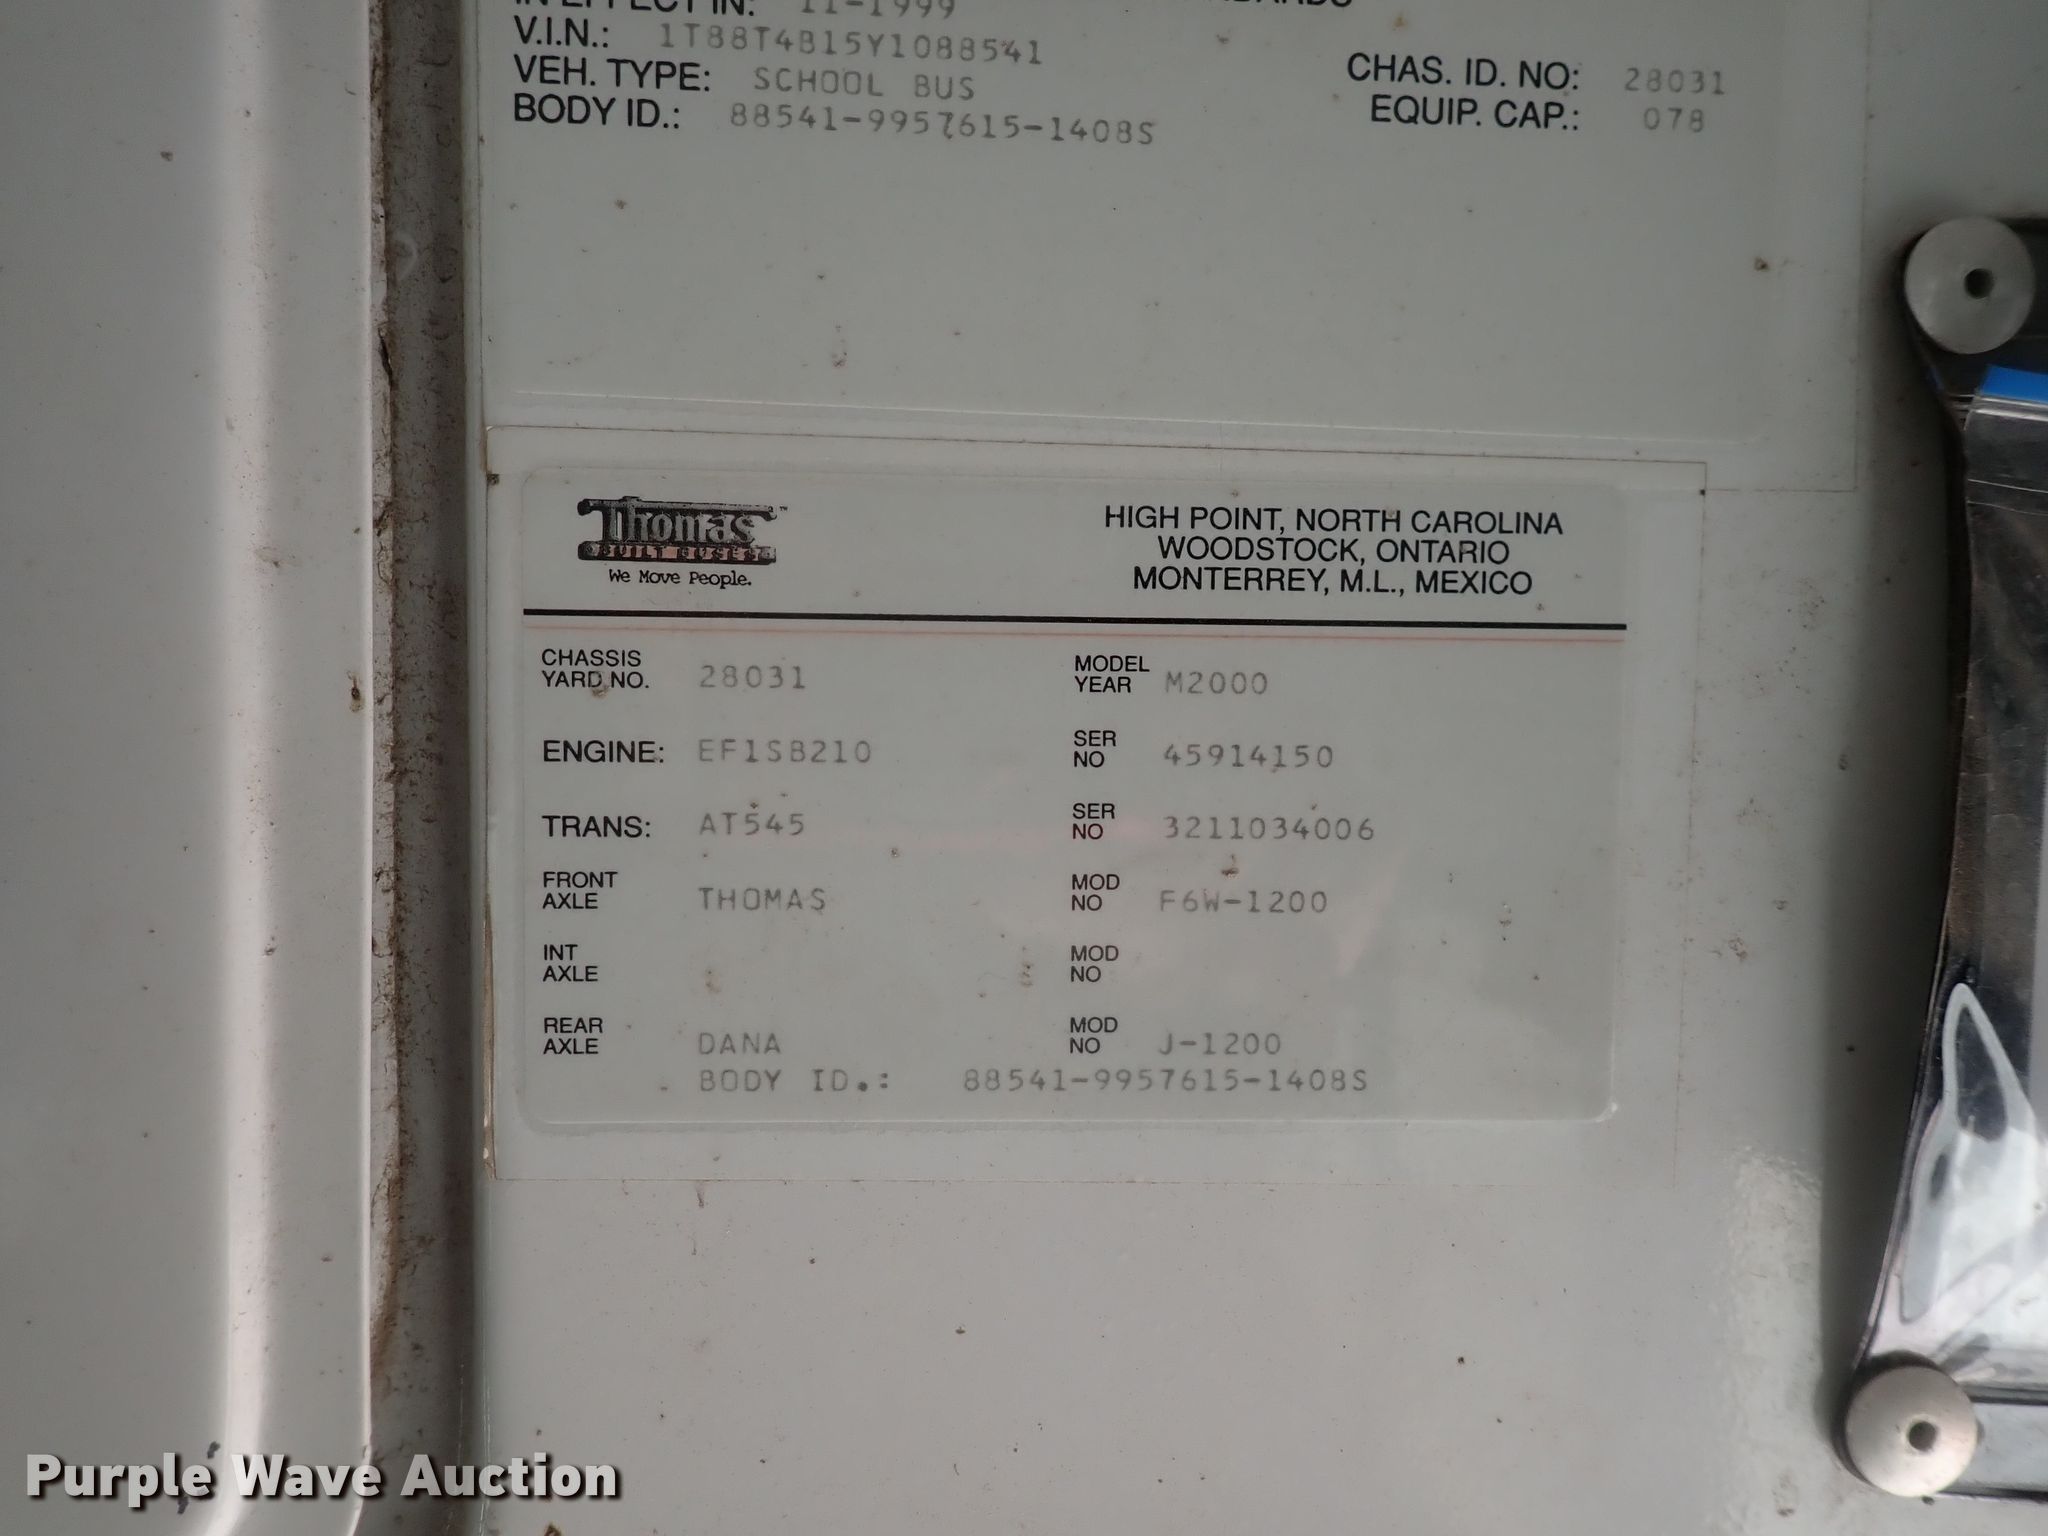 IN EFFECT IN: 11-1999
V.I.N.: 1T88T4B15Y1088541
VEH. TYPE: SCHOOL BUS
CHAS. ID. NO: 28031
BODY ID.: 88541-9957615-1408S
EQUIP. CAP.: 078
Thomas ™
BUILT BUSES
We Move People.
HIGH POINT, NORTH CAROLINA
WOODSTOCK, ONTARIO
MONTERREY, M.L., MEXICO
CHASSIS YARD NO. 28031
MODEL YEAR M2000
ENGINE: EF1SB210
SER NO 45914150
TRANS: AT545
SER NO 3211034006
FRONT AXLE THOMAS
MOD NO F6W-1200
INT AXLE
MOD NO
REAR AXLE DANA
MOD NO J-1200
BODY ID.: 88541-9957615-1408S
Purple Wave Auction